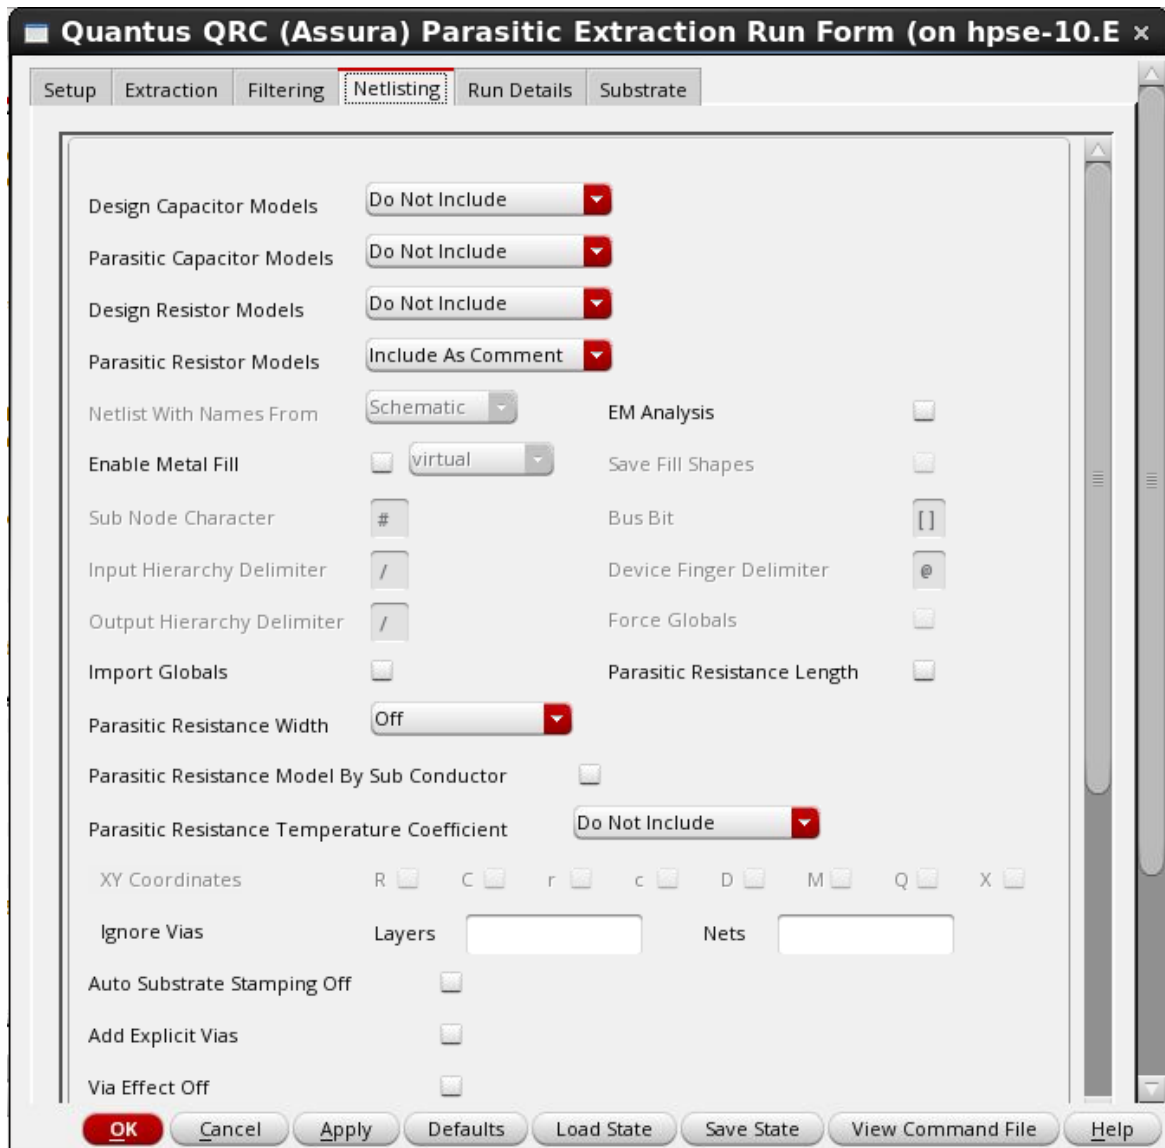 Quantus QRC (Assura) Parasitic Extraction Run Form (on hpse-10.E
Setup Extraction Filtering Netlisting Run Details Substrate
Design Capacitor Models Do Not Include
Parasitic Capacitor Models Do Not Include
Design Resistor Models Do Not Include
Parasitic Resistor Models Include As Comment
Netlist With Names From Schematic EM Analysis
Enable Metal Fill virtual Save Fill Shapes
Sub Node Character # Bus Bit []
Input Hierarchy Delimiter / Device Finger Delimiter @
Output Hierarchy Delimiter / Force Globals
Import Globals Parasitic Resistance Length
Parasitic Resistance Width Off
Parasitic Resistance Model By Sub Conductor
Parasitic Resistance Temperature Coefficient Do Not Include
XY Coordinates R C r c D M Q X
Ignore Vias Layers Nets
Auto Substrate Stamping Off
Add Explicit Vias
Via Effect Off
OK Cancel Apply Defaults Load State Save State View Command File Help